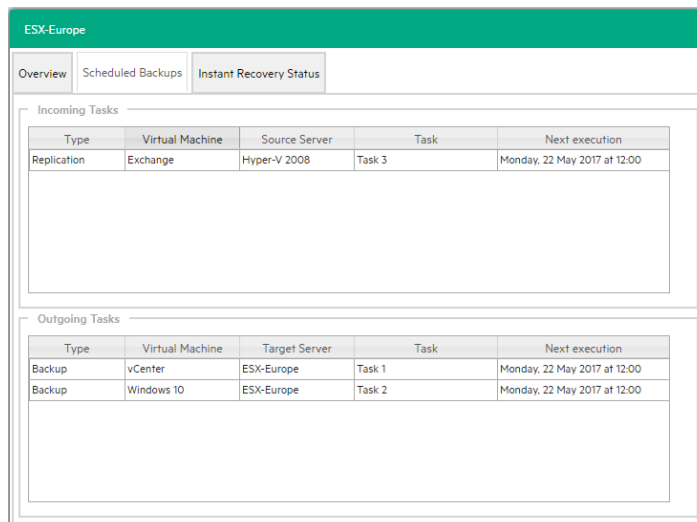 ESX-Europe
Overview Scheduled Backups Instant Recovery Status
Incoming Tasks
Type Virtual Machine Source Server Task Next execution
Replication Exchange Hyper-V 2008 Task 3 Monday, 22 May 2017 at 12:00
Outgoing Tasks
Type Virtual Machine Target Server Task Next execution
Backup vCenter ESX-Europe Task 1 Monday, 22 May 2017 at 12:00
Backup Windows 10 ESX-Europe Task 2 Monday, 22 May 2017 at 12:00